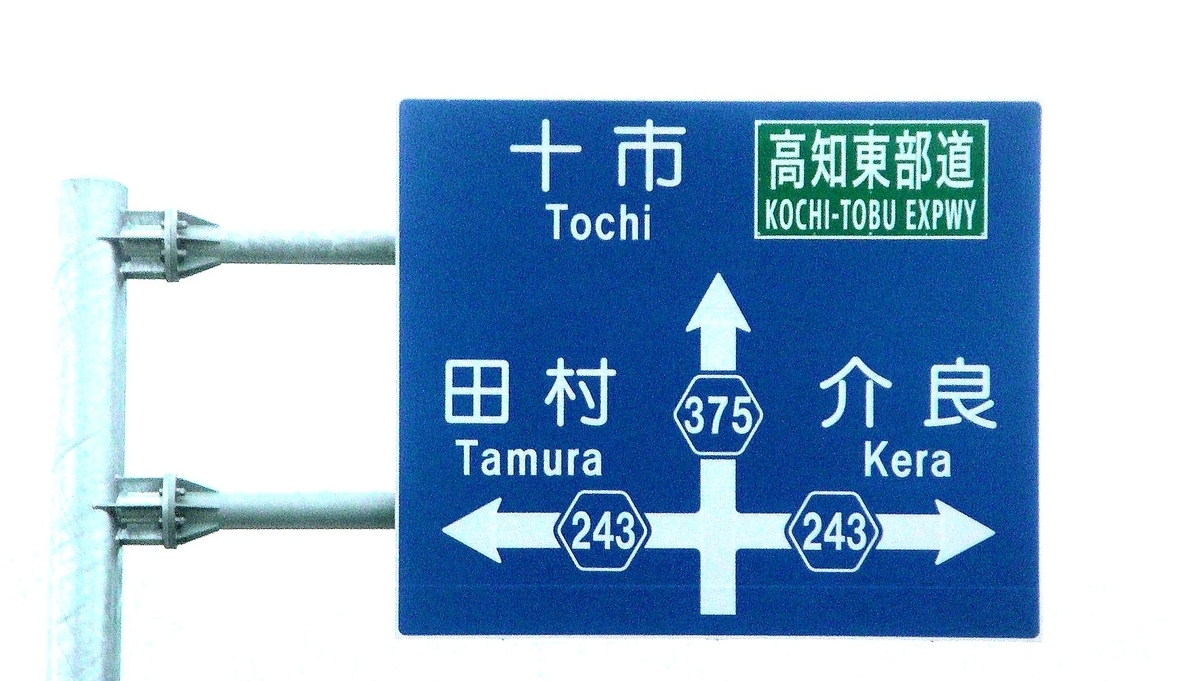 十市
Tochi
高知東部道
KOCHI-TOBU EXPWY
田村
Tamura
375
介良
Kera
243
243